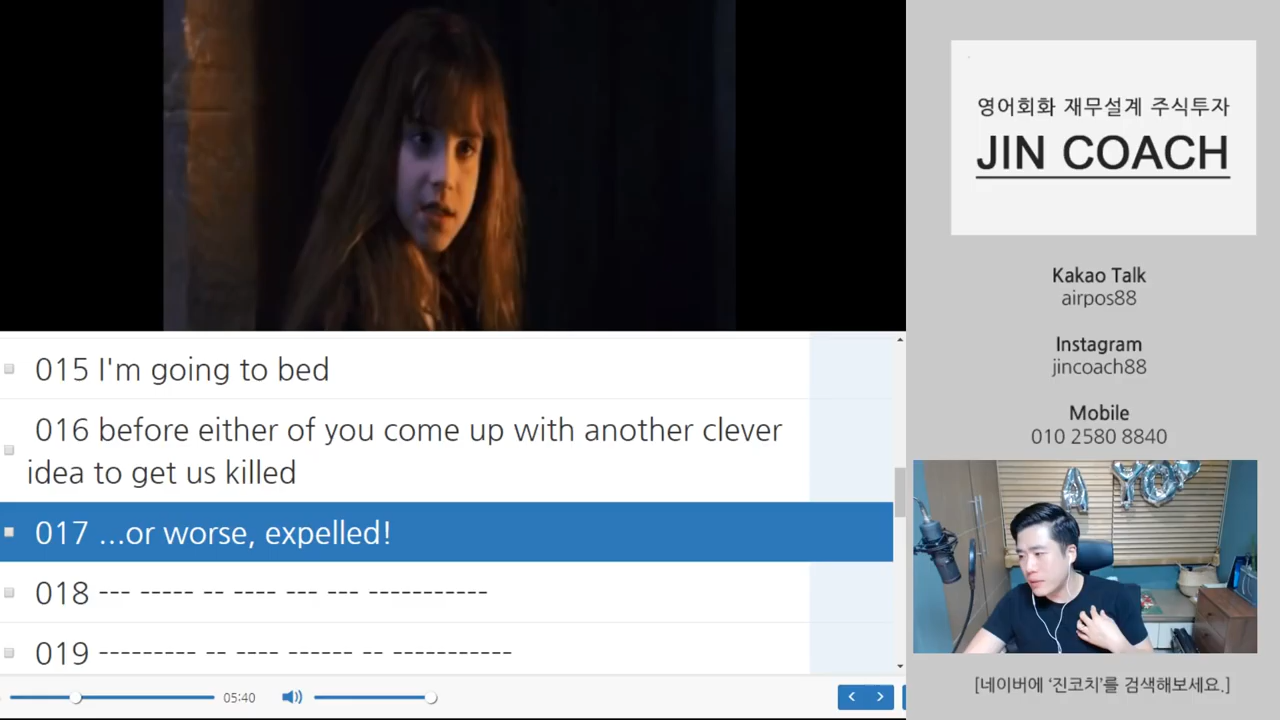 015 I'm going to bed
016 before either of you come up with another clever
idea to get us killed
017 ...or worse, expelled!
018 --- ----- -- ---- --- --- -----------
019 --------- -- ---- ------ -- -----------
05:40
영어회화 재무설계 주식투자
JIN COACH
Kakao Talk
airpos88
Instagram
jincoach88
Mobile
010 2580 8840
A YO
[네이버에 '진코치'를 검색해보세요.]